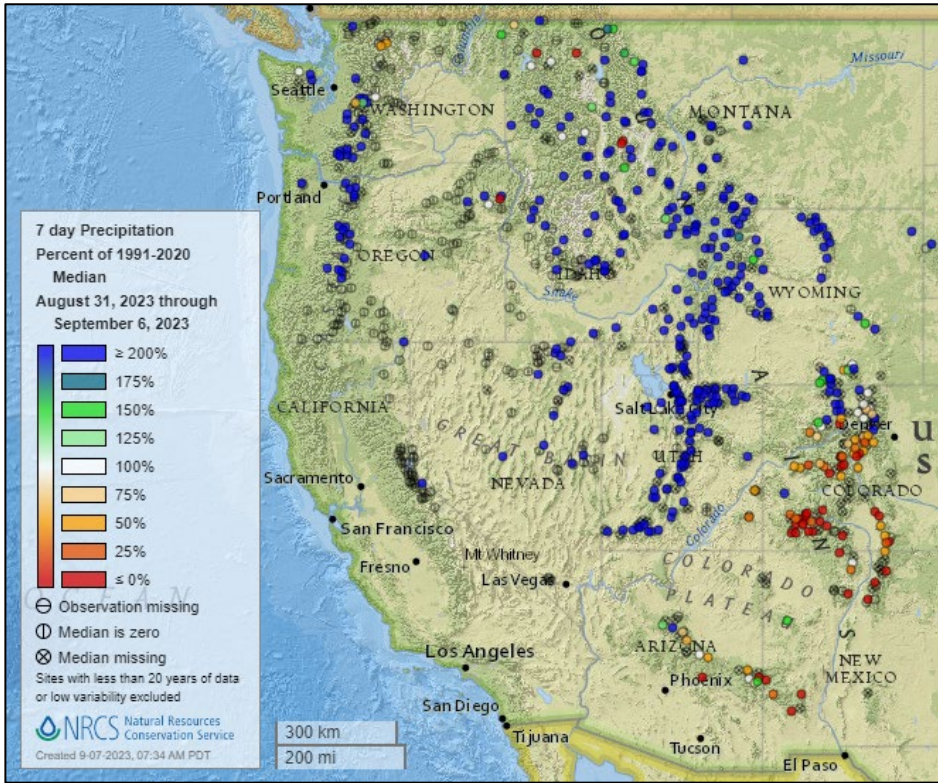 Seattle
WASHINGTON
Missouri
MONTANA
Portland
OREGON
IDAHO
Snake
WYOMING
7 day Precipitation
Percent of 1991-2020
Median
August 31, 2023 through
September 6, 2023
≥ 200%
175%
150%
125%
100%
75%
50%
25%
≤ 0%
Observation missing
Median is zero
Median missing
Sites with less than 20 years of data
or low variability excluded
NRCS Natural Resources
Conservation Service
Created 9-07-2023, 07:34 AM PDT
CALIFORNIA
Salt Lake City
GREAT BASIN
UTAH
NEVADA
Denver
COLORADO
U
S
Sacramento
San Francisco
Colorado
Fresno
Mt Whitney
Las Vegas
COLORADO
PLATEAU
OCEAN
ARIZONA
Los Angeles
Phoenix
NEW
MEXICO
San Diego
Tijuana
Tucson
El Paso
300 km
200 mi